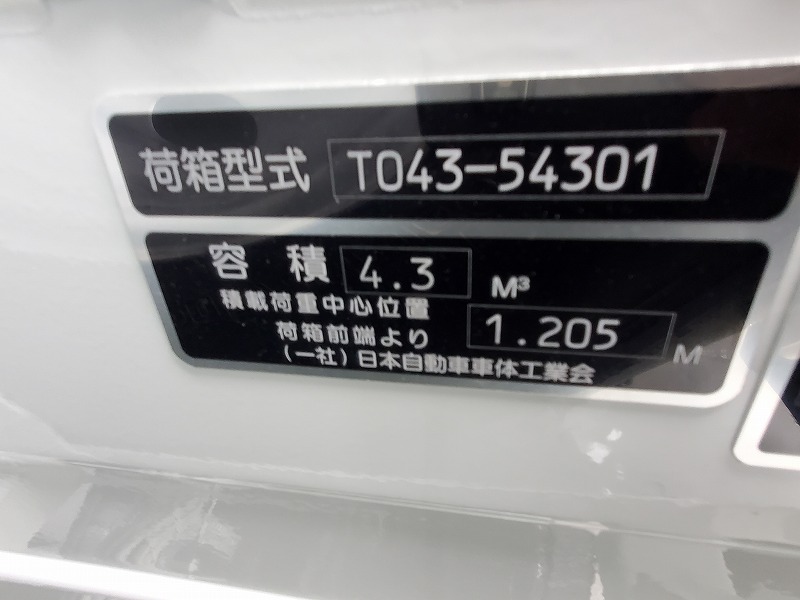 荷箱型式 T043-54301
容積 4.3 M³
積載荷重中心位置
荷箱前端より 1.205 M
(一社)日本自動車車体工業会